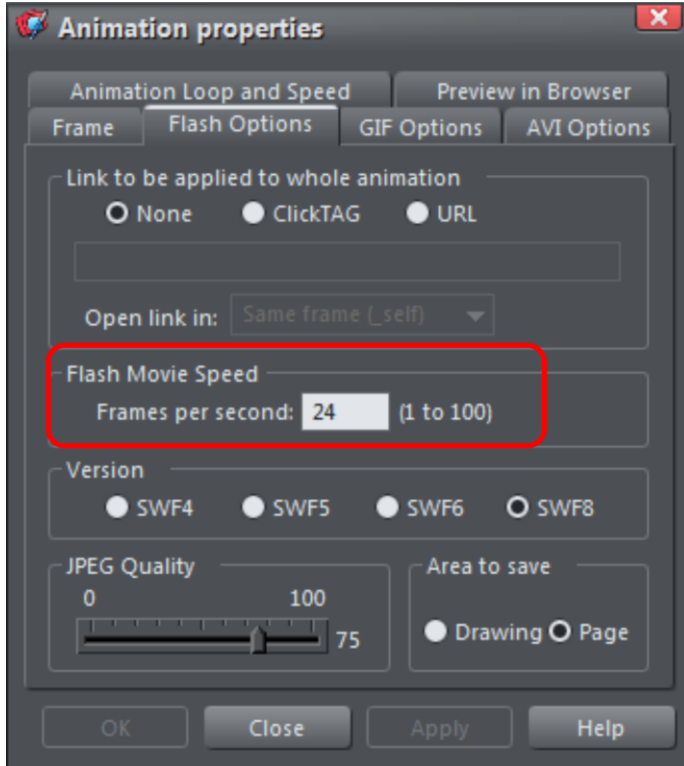 Animation properties
Animation Loop and Speed Preview in Browser
Frame Flash Options GIF Options AVI Options
Link to be applied to whole animation
None ClickTAG URL
Open link in: Same frame (_self)
Flash Movie Speed
Frames per second: 24 (1 to 100)
Version
SWF4 SWF5 SWF6 SWF8
JPEG Quality Area to save
0 100
75 Drawing Page
OK Close Apply Help